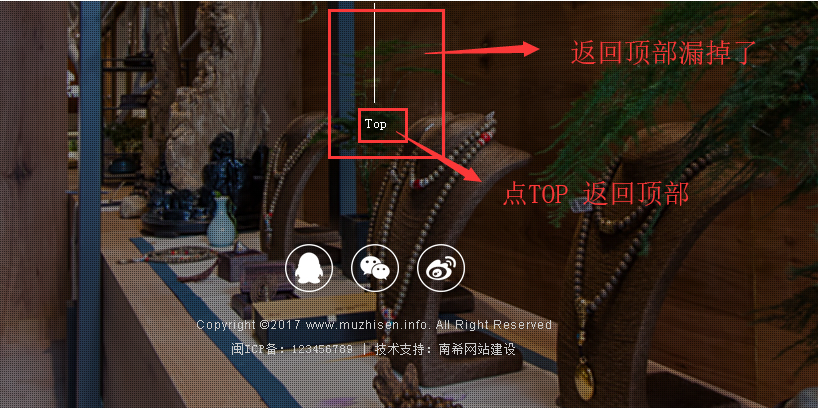 返回顶部漏掉了
Top
点TOP 返回顶部
Copyright ©2017 www.muzhisen.info. All Right Reserved
闽ICP备：123456789 | 技术支持：南希网站建设